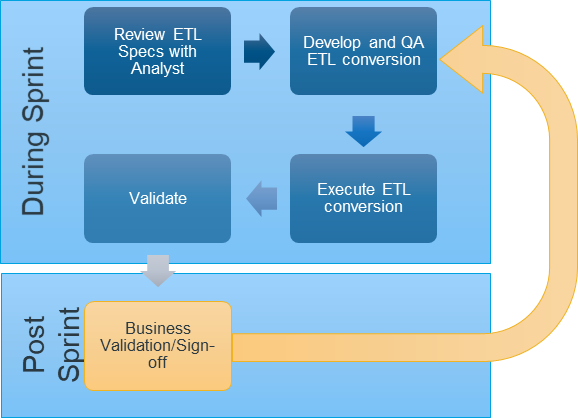 During Sprint
Review ETL
Specs with
Analyst
Develop and QA
ETL conversion
Execute ETL
conversion
Validate
Post
Sprint
Business
Validation/Sign-
off